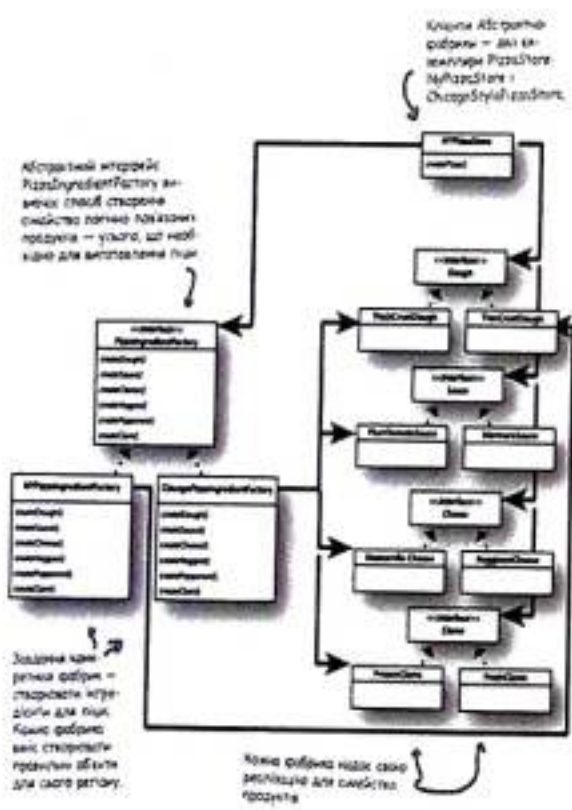 Клієнти Абстрактної
фабрики — два ек-
земпляри PizzaStore
NyPizzaStore і
ChicagoStylePizzaStore.
NYPizzaStore
createPizza()
Абстрактний інтерфейс
PizzaIngredientFactory ви-
значає спосіб створення
сімейства логічно пов'язаних
продуктів — усього, що необ-
хідно для виготовлення піци
<<interface>>
PizzaIngredientFactory
createDough()
createSauce()
createCheese()
createVeggies()
createPepperoni()
createClam()
NYPizzaIngredientFactory
createDough()
createSauce()
createCheese()
createVeggies()
createPepperoni()
createClam()
ChicagoPizzaIngredientFactory
createDough()
createSauce()
createCheese()
createVeggies()
createPepperoni()
createClam()
<<interface>>
Dough
ThickCrustDough
ThinCrustDough
<<interface>>
Sauce
PlumTomatoSauce
MarinaraSauce
<<interface>>
Cheese
Mozzarella Cheese
ReggianoCheese
<<interface>>
Clams
FrozenClams
FreshClams
Завдання конк-
ретних фабрик —
створювати інгре-
дієнти для піци.
Кожна фабрика
вміє створювати
правильні об'єкти
для свого регіону.
Кожна фабрика надає свою
реалізацію для сімейства
продуктів